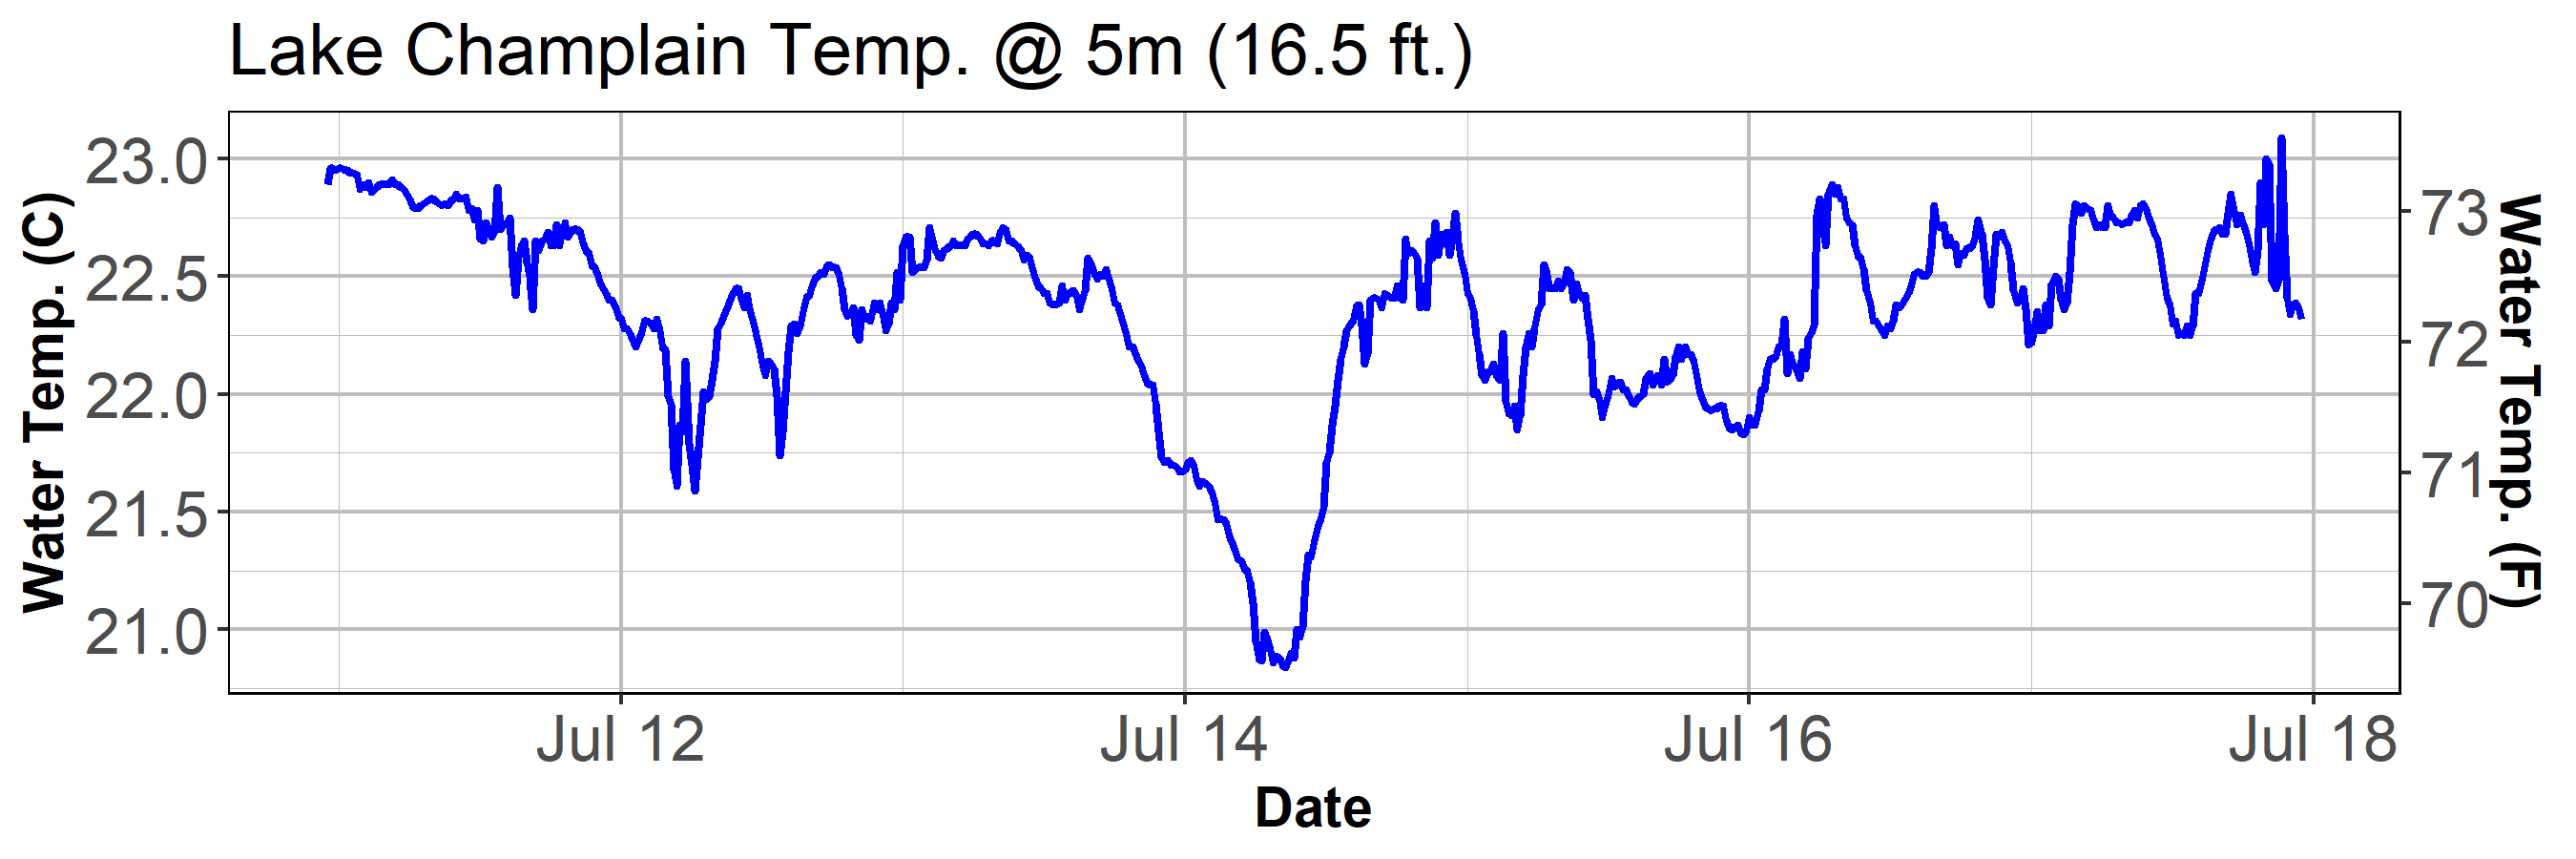 Lake Champlain Temp. @ 5m (16.5 ft.)
Water Temp. (C)
23.0
22.5
22.0
21.5
21.0
73
72
71
70
Water Temp. (F)
Jul 12
Jul 14
Jul 16
Jul 18
Date